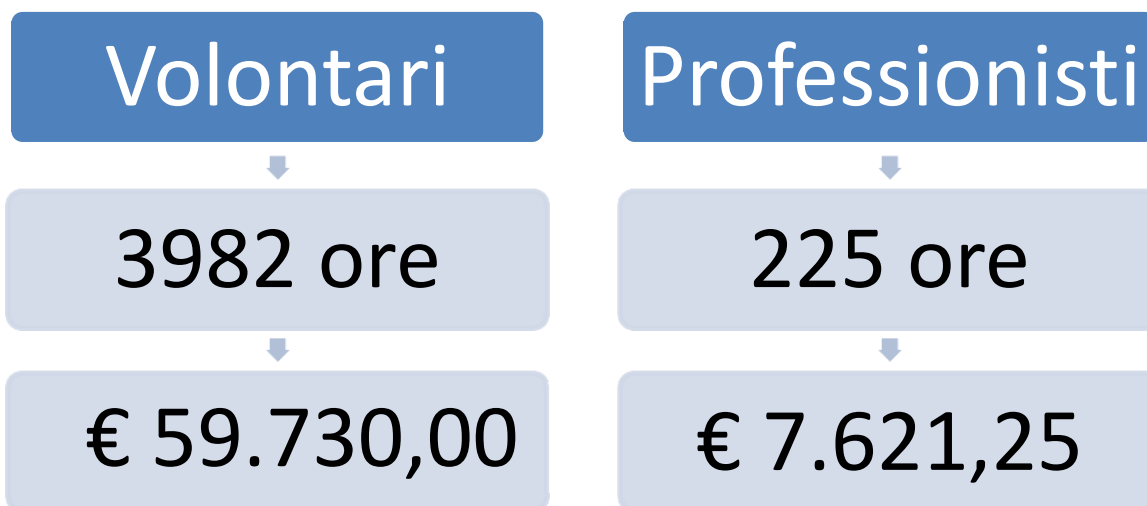 Volontari
3982 ore
€ 59.730,00
Professionisti
225 ore
€ 7.621,25